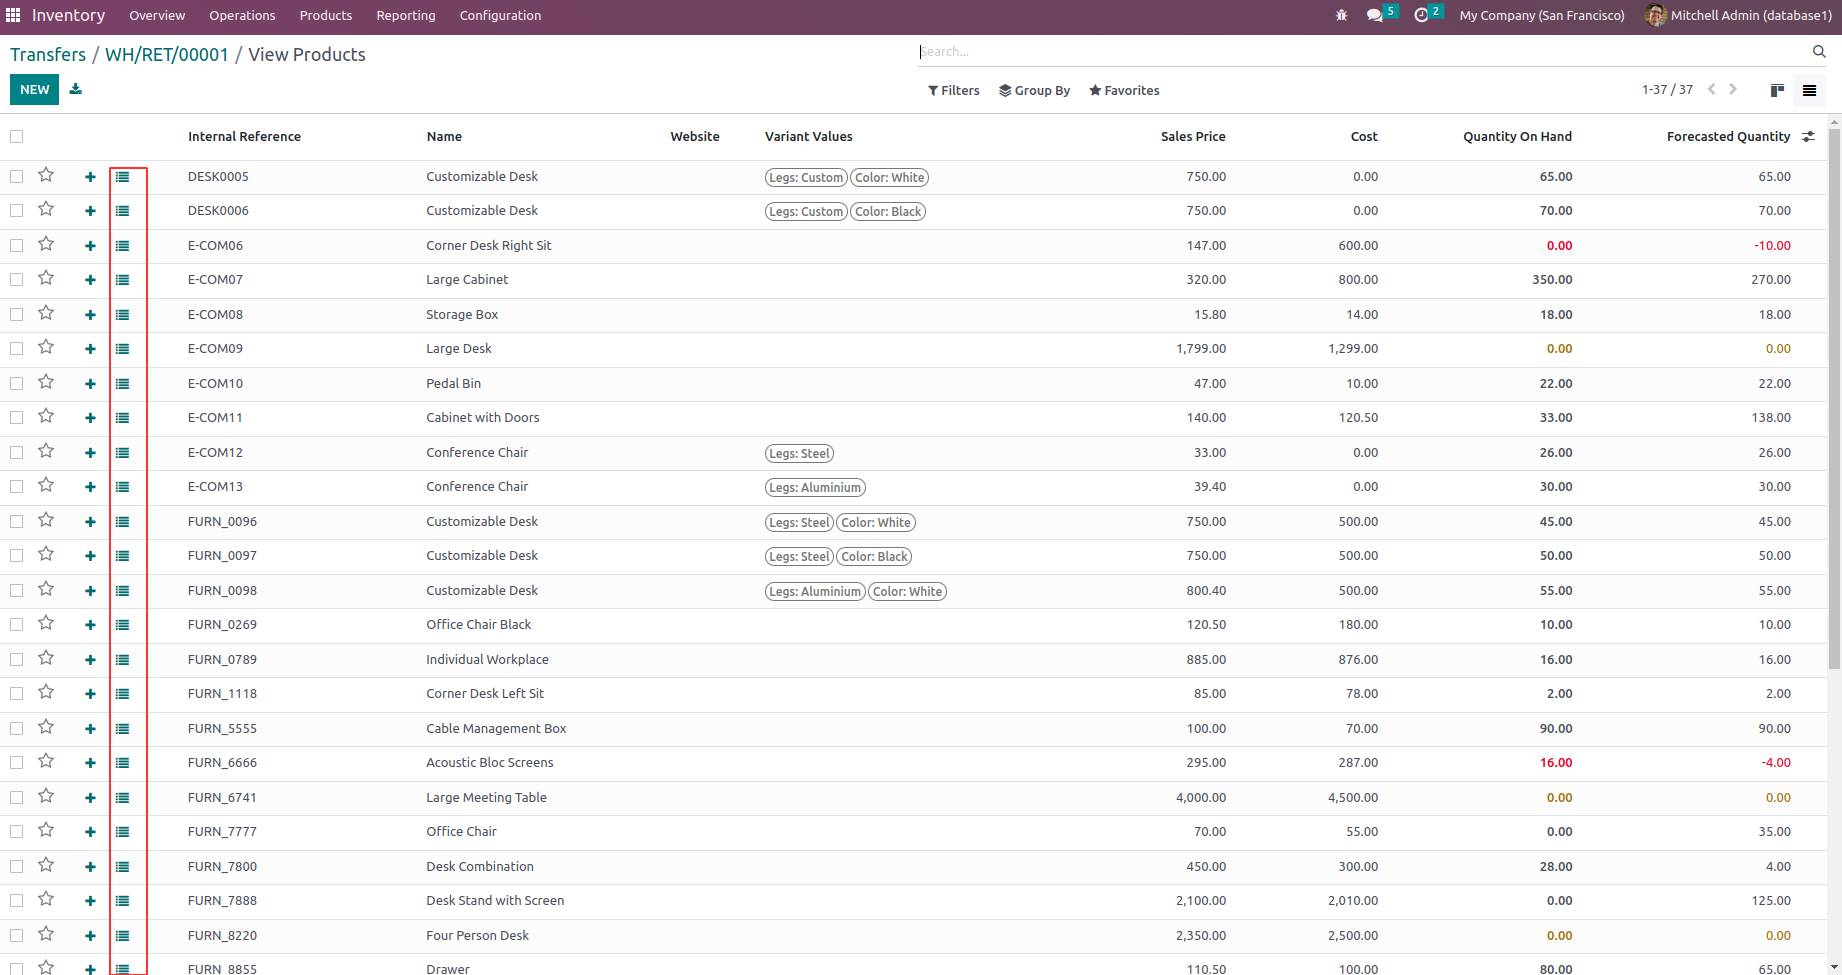 Inventory Overview Operations Products Reporting Configuration 5 2 My Company (San Francisco) Mitchell Admin (database1)
Transfers / WH/RET/00001 / View Products Search...
NEW Filters Group By Favorites 1-37 / 37
Internal Reference Name Website Variant Values Sales Price Cost Quantity On Hand Forecasted Quantity
DESK0005 Customizable Desk Legs: Custom Color: White 750.00 0.00 65.00 65.00
DESK0006 Customizable Desk Legs: Custom Color: Black 750.00 0.00 70.00 70.00
E-COM06 Corner Desk Right Sit 147.00 600.00 0.00 -10.00
E-COM07 Large Cabinet 320.00 800.00 350.00 270.00
E-COM08 Storage Box 15.80 14.00 18.00 18.00
E-COM09 Large Desk 1,799.00 1,299.00 0.00 0.00
E-COM10 Pedal Bin 47.00 10.00 22.00 22.00
E-COM11 Cabinet with Doors 140.00 120.50 33.00 138.00
E-COM12 Conference Chair Legs: Steel 33.00 0.00 26.00 26.00
E-COM13 Conference Chair Legs: Aluminium 39.40 0.00 30.00 30.00
FURN_0096 Customizable Desk Legs: Steel Color: White 750.00 500.00 45.00 45.00
FURN_0097 Customizable Desk Legs: Steel Color: Black 750.00 500.00 50.00 50.00
FURN_0098 Customizable Desk Legs: Aluminium Color: White 800.40 500.00 55.00 55.00
FURN_0269 Office Chair Black 120.50 180.00 10.00 10.00
FURN_0789 Individual Workplace 885.00 876.00 16.00 16.00
FURN_1118 Corner Desk Left Sit 85.00 78.00 2.00 2.00
FURN_5555 Cable Management Box 100.00 70.00 90.00 90.00
FURN_6666 Acoustic Bloc Screens 295.00 287.00 16.00 -4.00
FURN_6741 Large Meeting Table 4,000.00 4,500.00 0.00 0.00
FURN_7777 Office Chair 70.00 55.00 0.00 35.00
FURN_7800 Desk Combination 450.00 300.00 28.00 4.00
FURN_7888 Desk Stand with Screen 2,100.00 2,010.00 0.00 125.00
FURN_8220 Four Person Desk 2,350.00 2,500.00 0.00 0.00
FURN_8855 Drawer 110.50 100.00 80.00 65.00